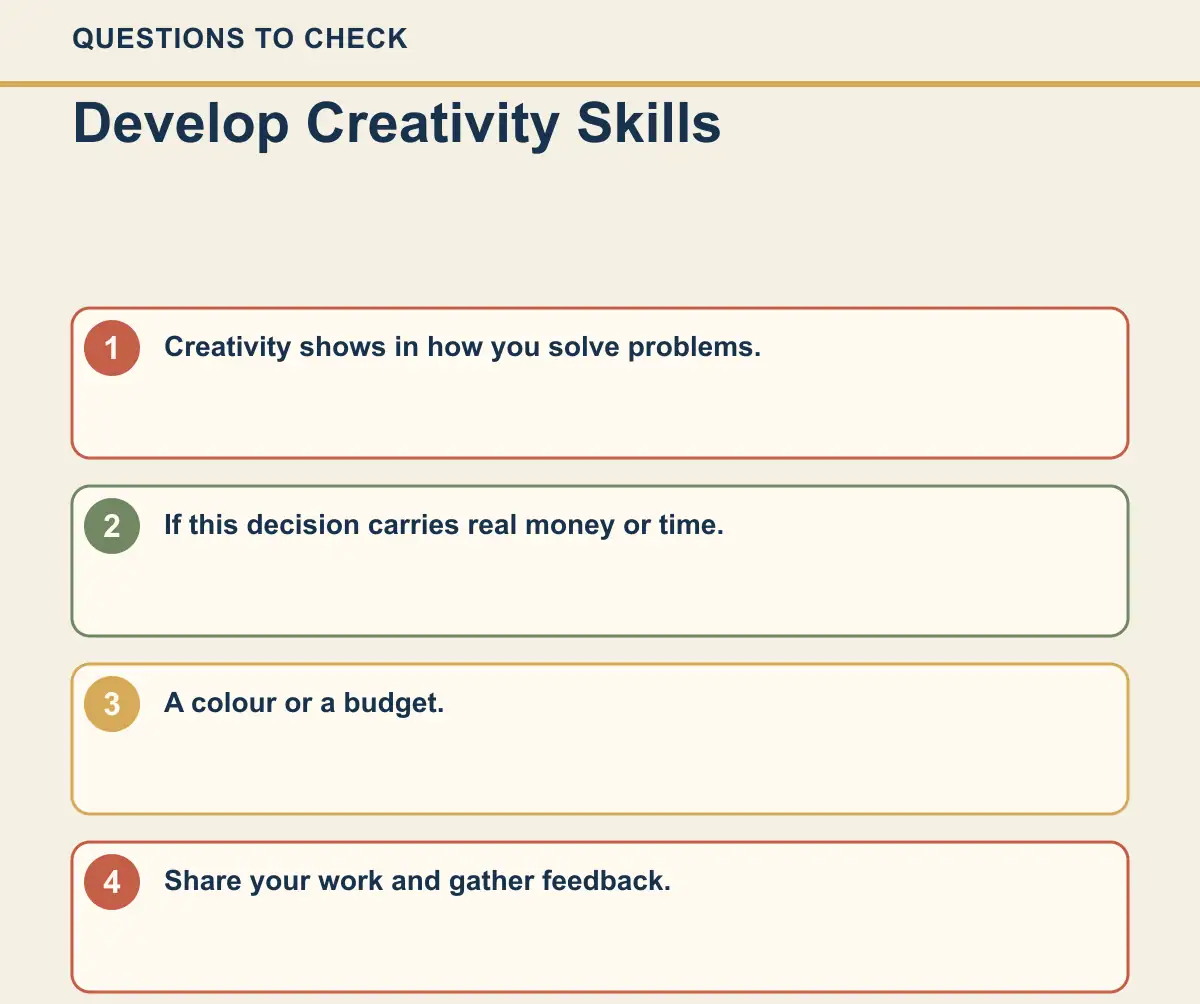 QUESTIONS TO CHECK
Develop Creativity Skills
1 Creativity shows in how you solve problems.
2 If this decision carries real money or time.
3 A colour or a budget.
4 Share your work and gather feedback.